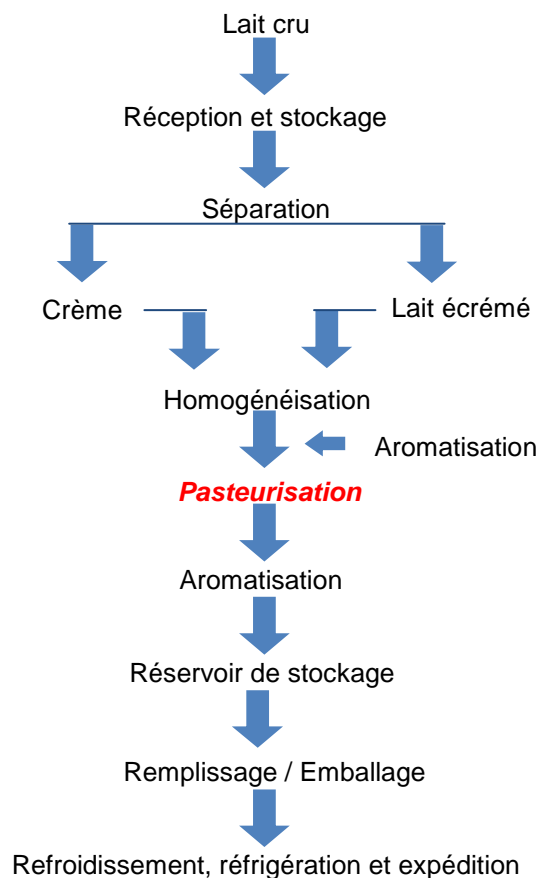 Lait cru
Réception et stockage
Séparation
Crème
Lait écrémé
Homogénéisation
Aromatisation
Pasteurisation
Aromatisation
Réservoir de stockage
Remplissage / Emballage
Refroidissement, réfrigération et expédition